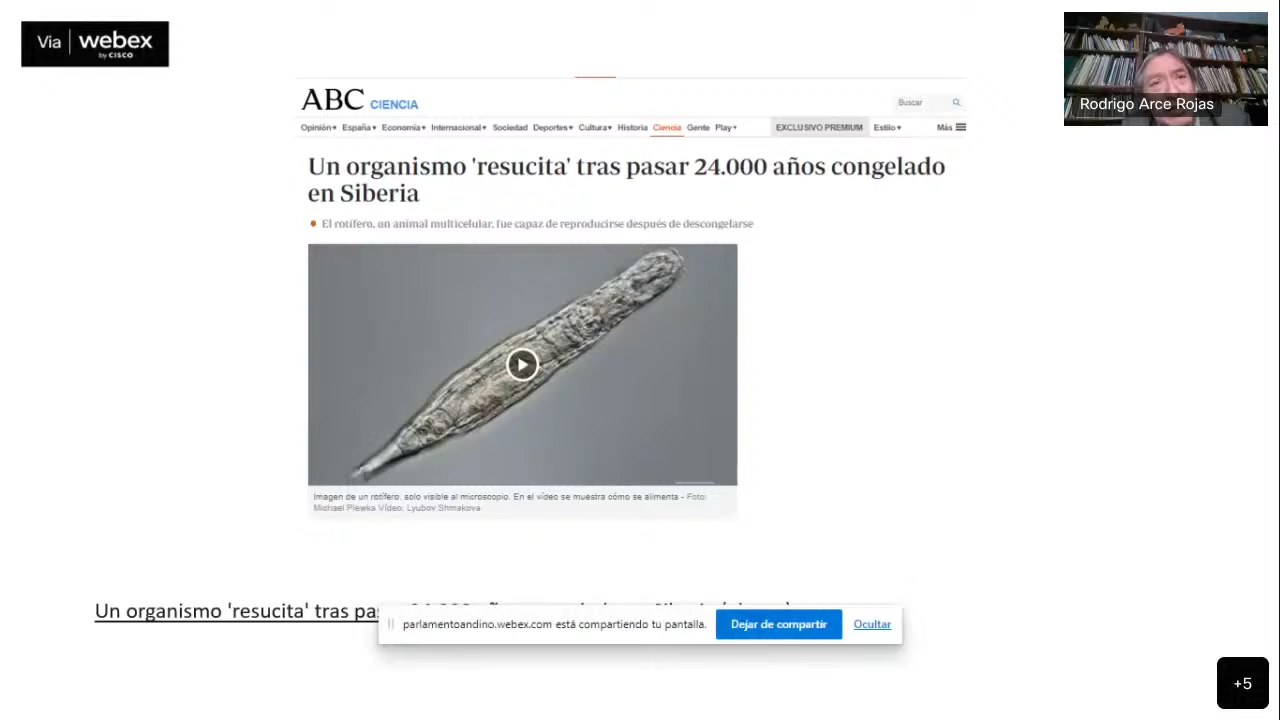 Via webex
by CISCO
Rodrigo Arce Rojas
ABC CIENCIA
Buscar
Opinión España Economía Internacional Sociedad Deportes Cultura Historia Ciencia Gente Play EXCLUSIVO PREMIUM Estilo Más
Un organismo 'resucita' tras pasar 24.000 años congelado
en Siberia
El rotífero, un animal multicelular, fue capaz de reproducirse después de descongelarse
Imagen de un rotífero, solo visible al microscopio. En el vídeo se muestra cómo se alimenta - Foto:
Michael Plewka Vídeo: Lyubov Shmakova
Un organismo 'resucita' tras
parlamentoandino.webex.com está compartiendo tu pantalla. Dejar de compartir Ocultar
+5